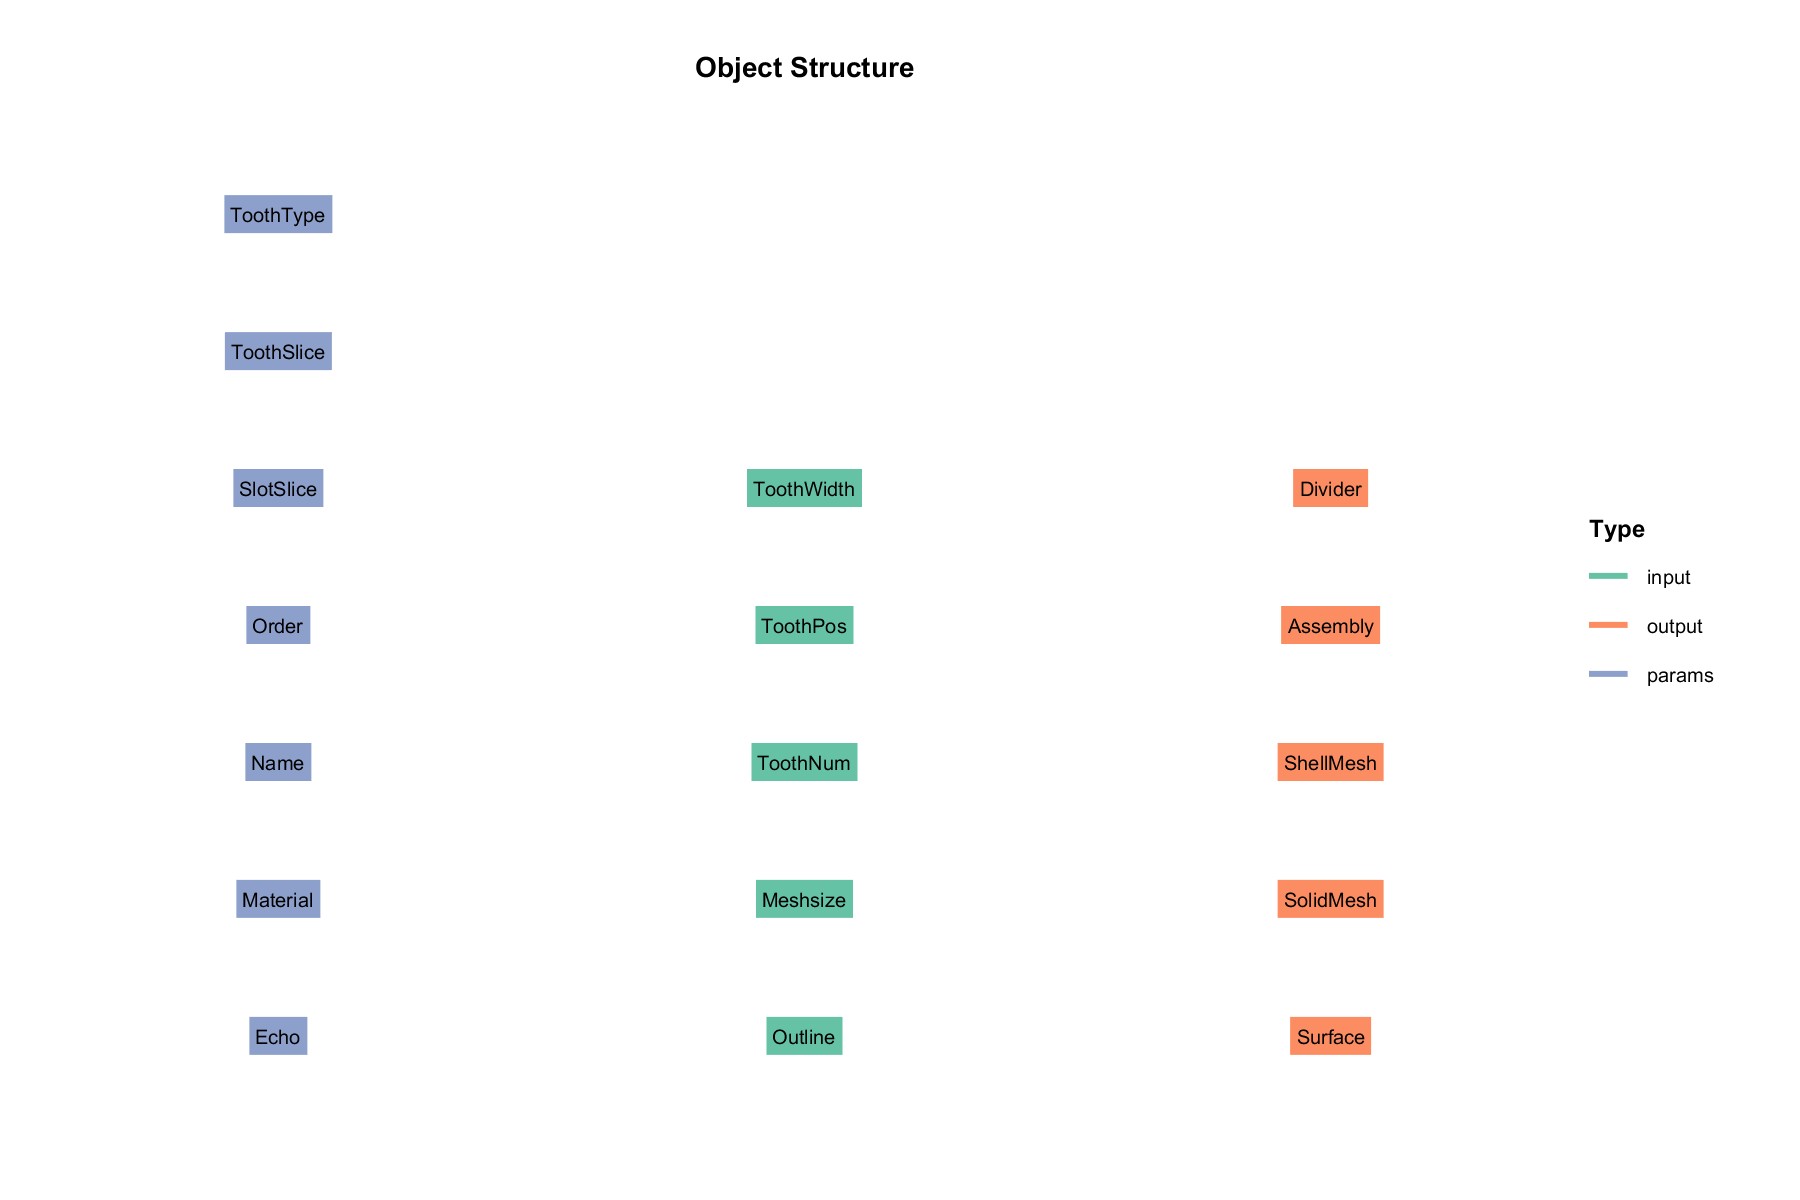 Object Structure
ToothType
ToothSlice
SlotSlice
ToothWidth
Divider
Order
ToothPos
Assembly
Name
ToothNum
ShellMesh
Material
Meshsize
SolidMesh
Echo
Outline
Surface
Type
input
output
params